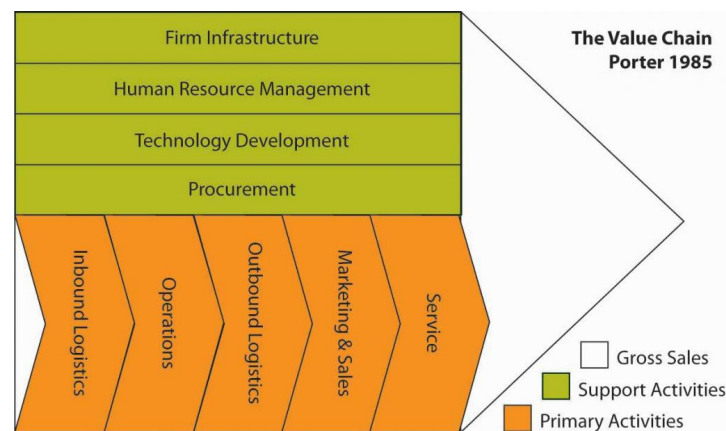 Firm Infrastructure
The Value Chain
Porter 1985
Human Resource Management
Technology Development
Procurement
Inbound Logistics
Operations
Outbound Logistics
Marketing & Sales
Service
Gross Sales
Support Activities
Primary Activities